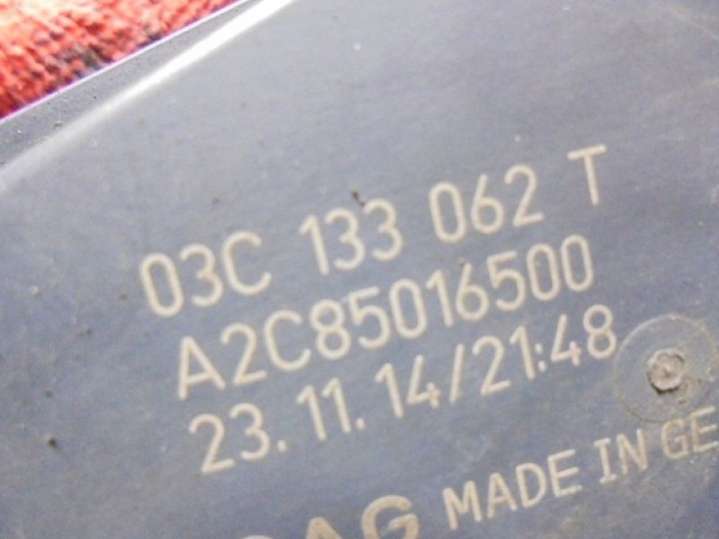 03C 133 062 T
A2C85016500
23.11.14/21:48
MADE IN GE